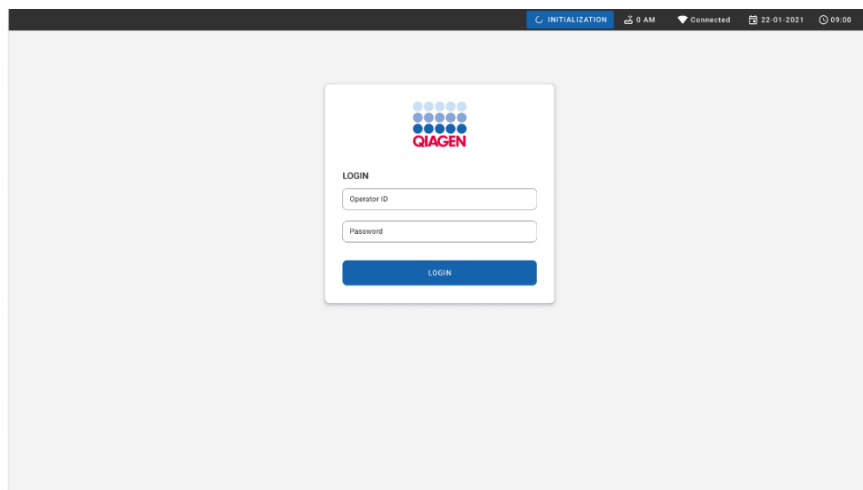 INITIALIZATION 0 AM Connected 22-01-2021 09:00
QIAGEN
LOGIN
Operator ID
Password
LOGIN